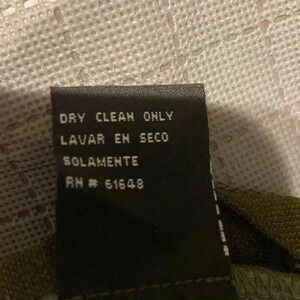 DRY CLEAN ONLY
LAVAR EN SECO
SOLAMENTE
RN # 61648